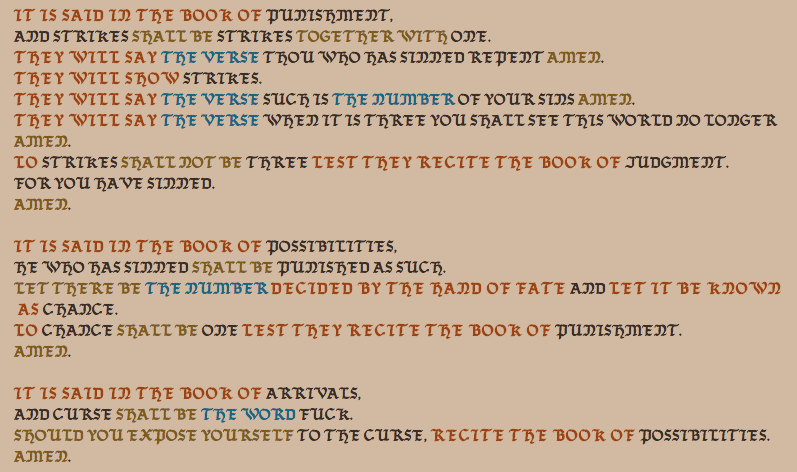 IT IS SAID IN THE BOOK OF PUNISHMENT,
AND STRIKES SHALL BE STRIKES TOGETHER WITH ONE.
THEY WILL SAY THE VERSE THOU WHO HAS SINNED REPENT AMEN.
THEY WILL SHOW STRIKES.
THEY WILL SAY THE VERSE SUCH IS THE NUMBER OF YOUR SINS AMEN.
THEY WILL SAY THE VERSE WHEN IT IS THREE YOU SHALL SEE THIS WORLD NO LONGER
AMEN.
LO STRIKES SHALL NOT BE THREE LEST THEY RECITE THE BOOK OF JUDGMENT.
FOR YOU HAVE SINNED.
AMEN.
IT IS SAID IN THE BOOK OF POSSIBILITIES,
HE WHO HAS SINNED SHALL BE PUNISHED AS SUCH.
LET THERE BE THE NUMBER DECIDED BY THE HAND OF FATE AND LET IT BE KNOWN
AS CHANCE.
LO CHANCE SHALL BE ONE LEST THEY RECITE THE BOOK OF PUNISHMENT.
AMEN.
IT IS SAID IN THE BOOK OF ARRIVALS,
AND CURSE SHALL BE THE WORD FUCK.
SHOULD YOU EXPOSE YOURSELF TO THE CURSE, RECITE THE BOOK OF POSSIBILITIES.
AMEN.